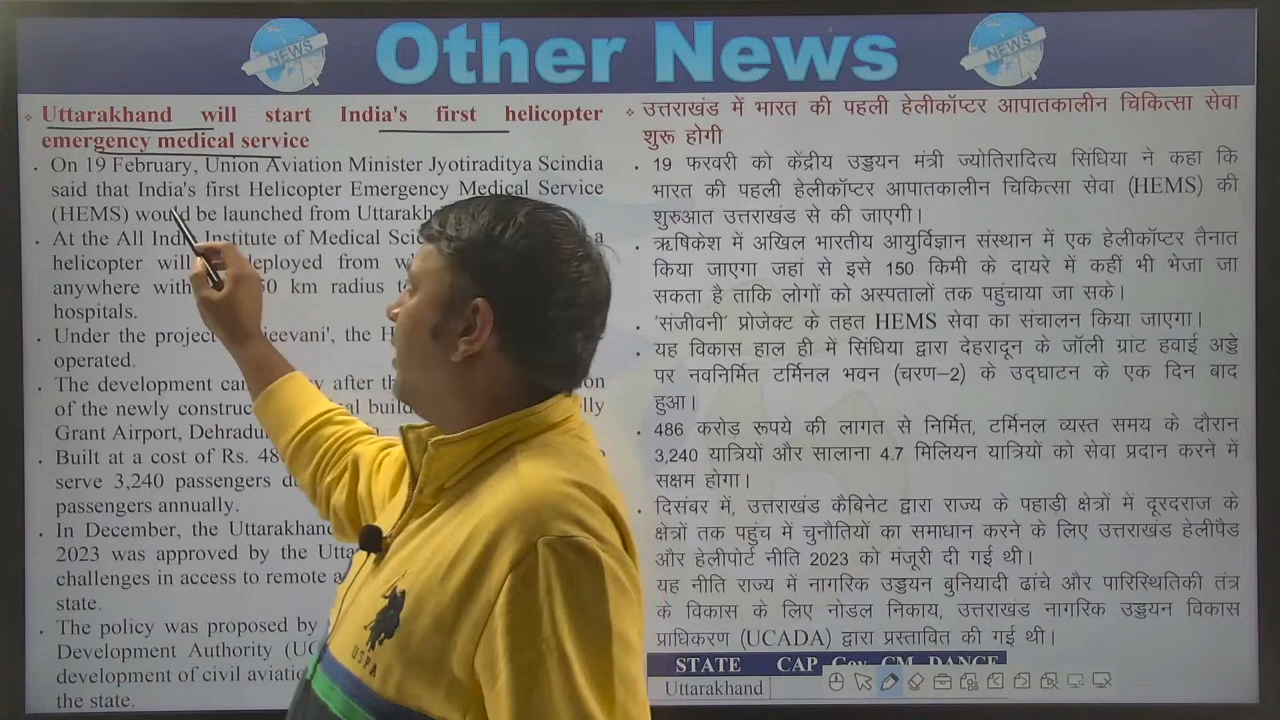 NEWS
Other News
NEWS
Uttarakhand will start India's first helicopter
emergency medical service
On 19 February, Union Aviation Minister Jyotiraditya Scindia
said that India's first Helicopter Emergency Medical Service
(HEMS) would be launched from
At the All Institute of Medical
helicopter will deployed from
anywhere km radius
hospitals.
Under the project the
operated.
The development after
of the newly
Grant Airport,
Built at a cost of Rs.
serve 3,240 passengers
passengers annually.
In December, the Uttarakhand
2023 was approved by the
challenges in access to remote
state.
The policy was proposed by
Development Authority
development of civil
the state.
उत्तराखंड में भारत की पहली हेलीकॉप्टर आपातकालीन चिकित्सा सेवा
शुरू होगी
19 फरवरी को केंद्रीय उड्डयन मंत्री ज्योतिरादित्य सिंधिया ने कहा कि
भारत की पहली हेलीकॉप्टर आपातकालीन चिकित्सा सेवा (HEMS) की
शुरुआत उत्तराखंड से की जाएगी।
ऋषिकेश में अखिल भारतीय आयुर्विज्ञान संस्थान में एक हेलीकॉप्टर तैनात
किया जाएगा जहां से इसे 150 किमी के दायरे में कहीं भी भेजा जा
सकता है ताकि लोगों को अस्पतालों तक पहुंचाया जा सके।
'संजीवनी' प्रोजेक्ट के तहत HEMS सेवा का संचालन किया जाएगा।
यह विकास हाल ही में सिंधिया द्वारा देहरादून के जॉली ग्रांट हवाई अड्डे
पर नवनिर्मित टर्मिनल भवन (चरण–2) के उद्घाटन के एक दिन बाद
हुआ।
486 करोड़ रूपये की लागत से निर्मित, टर्मिनल व्यस्त समय के दौरान
3,240 यात्रियों और सालाना 4.7 मिलियन यात्रियों को सेवा प्रदान करने में
सक्षम होगा।
दिसंबर में, उत्तराखंड कैबिनेट द्वारा राज्य के पहाड़ी क्षेत्रों में दूरदराज के
क्षेत्रों तक पहुंच में चुनौतियों का समाधान करने के लिए उत्तराखंड हेलीपैड
और हेलीपोर्ट नीति 2023 को मंजूरी दी गई थी।
यह नीति राज्य में नागरिक उड्डयन बुनियादी ढांचे और पारिस्थितिकी तंत्र
के विकास के लिए नोडल निकाय, उत्तराखंड नागरिक उड्डयन विकास
प्राधिकरण (UCADA) द्वारा प्रस्तावित की गई थी।
STATE CAP Gov CM DANCE
Uttarakhand
USPA